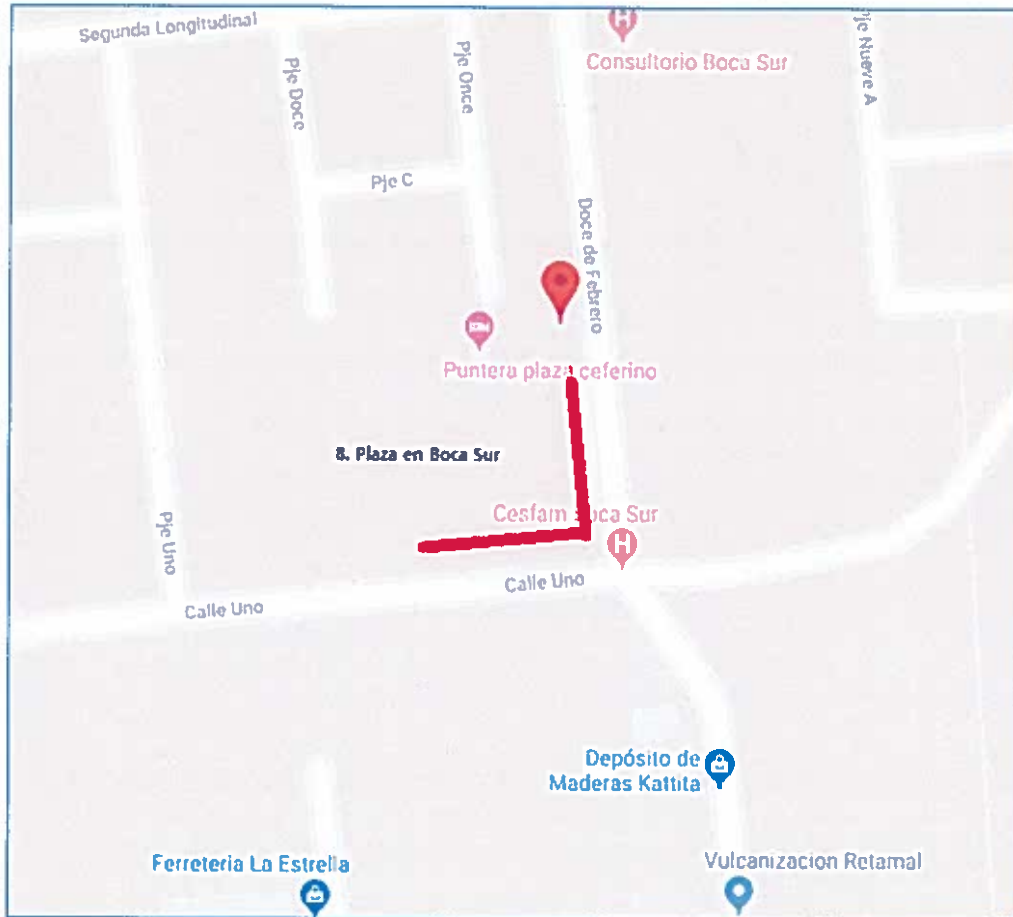 Segunda Longitudinal
Consultorio Boca Sur
Pje Doce
Pje Once
Pje Nueve A
Pje C
Doce de Febrero
Puntera plaza ceferino
8. Plaza en Boca Sur
Cesfam Boca Sur
Pje Uno
Calle Uno
Calle Uno
Depósito de
Maderas Kattita
Ferreteria La Estrella
Vulcanizacion Retamal